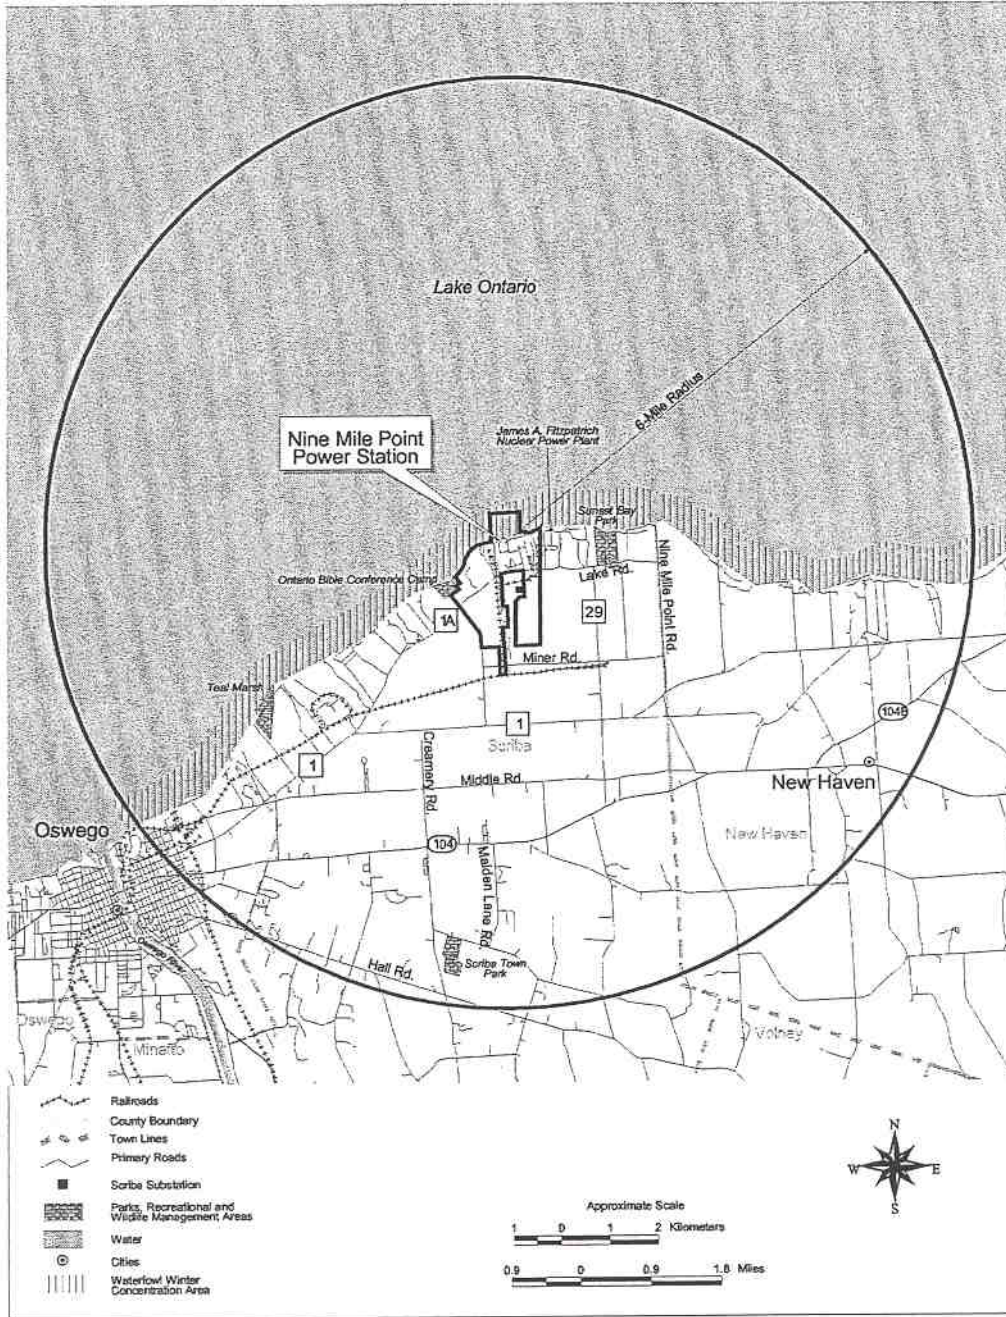 Lake Ontario
6-Mile Radius
Nine Mile Point
Power Station
James A. Fitzpatrich
Nuclear Power Plant
Sunset Bay
Park
Ontario Bible Conference Camp
Lake Rd.
Nine Mile Point Rd.
1A
29
Miner Rd.
Teal Marsh
1
Scriba
104B
1
Creamery Rd
Middle Rd.
New Haven
Oswego
104
New Haven
Maiden Lane Rd.
Oswego River
Hall Rd.
Scriba Town
Park
Oswego
Minetto
Volney
Railroads
County Boundary
Town Lines
Primary Roads
Scriba Substation
Parks, Recreational and
Wildlife Management Areas
Water
Cities
Waterfowl Winter
Concentration Area
N
W E
S
Approximate Scale
1 0 1 2 Kilometers
0.9 0 0.9 1.8 Miles